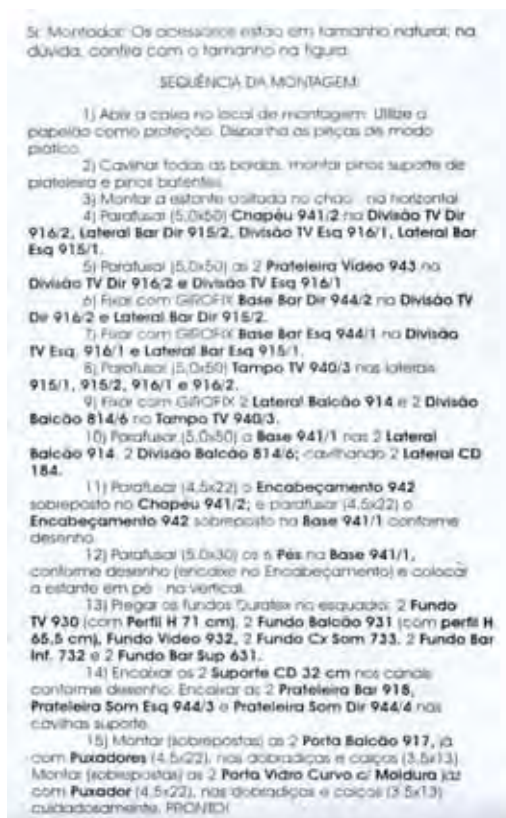 Sr. Montador: Os acessórios estão em tamanho natural; na
dúvida, confira com o tamanho na figura.
SEQUÊNCIA DA MONTAGEM:
1) Abrir a caixa no local de montagem. Utilize o
papelão como proteção. Disponha as peças de modo
prático.
2) Cavilhar todas as bordas, montar pinos suporte de
prateleira e pinos batentes.
3) Montar a estante deitada no chão na horizontal
4) Parafusar (5,0x50) Chapéu 941/2 na Divisão TV Dir
916/2, Lateral Bar Dir 915/2, Divisão TV Esq 916/1, Lateral Bar
Esq 915/1.
5) Parafusar (5,0x50) as 2 Prateleira Video 943 na
Divisão TV Dir 916/2 e Divisão TV Esq 916/1
6) Fixar com GIROFIX Base Bar Dir 944/2 na Divisão TV
Dir 916/2 e Lateral Bar Dir 915/2.
7) Fixar com GIROFIX Base Bar Esq 944/1 na Divisão
TV Esq. 916/1 e Lateral Bar Esq 915/1.
8) Parafusar (5,0x50) Tampo TV 940/3 nas laterais
915/1, 915/2, 916/1 e 916/2.
9) Fixar com GIROFIX 2 Lateral Balcão 914 e 2 Divisão
Balcão 814/6 no Tampo TV 940/3.
10) Parafusar (5,0x50) a Base 941/1 nas 2 Lateral
Balcão 914, 2 Divisão Balcão 814/6; cavilhando 2 Lateral CD
184.
11) Parafusar (4,5x22) o Encabeçamento 942
sobreposto no Chapéu 941/2; e parafusar (4,5x22) o
Encabeçamento 942 sobreposto na Base 941/1 conforme
desenho.
12) Parafusar (5,0x30) os 6 Pés na Base 941/1,
conforme desenho (encaixe no Encabeçamento) e colocar
a estante em pé na vertical.
13) Pregar os fundos Duratex no esquadro: 2 Fundo
TV 930 (com Perfil H 71 cm), 2 Fundo Balcão 931 (com perfil H
65,5 cm), Fundo Video 932, 2 Fundo Cx Som 733, 2 Fundo Bar
Inf. 732 e 2 Fundo Bar Sup 631.
14) Encaixar os 2 Suporte CD 32 cm nos canais
conforme desenho. Encaixar as 2 Prateleira Bar 918,
Prateleira Som Esq 944/3 e Prateleira Som Dir 944/4 nas
cavilhas suporte.
15) Montar (sobrepostas) as 2 Porta Balcão 917, já
com Puxadores (4,5x22), nas dobradiças e calços (3,5x13).
Montar (sobrepostas) as 2 Porta Vidro Curvo c/ Moldura já
com Puxador (4,5x22), nas dobradiças e calços (3,5x13)
cuidadosamente. PRONTO!